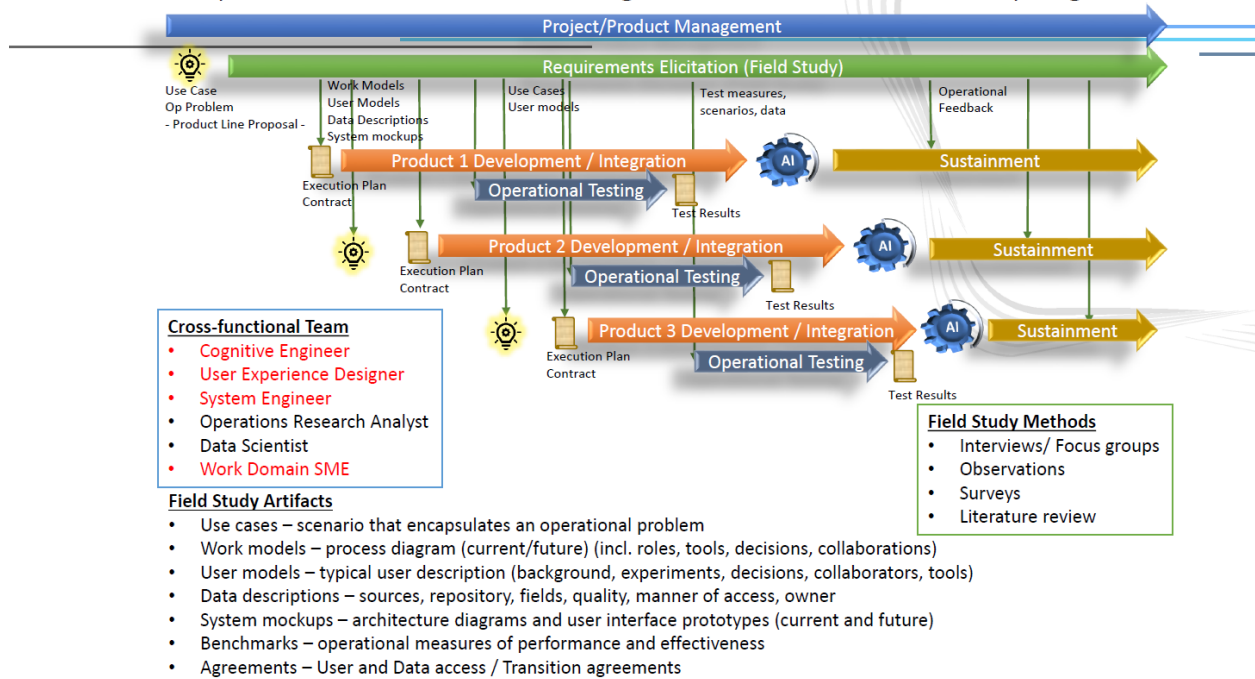 Project/Product Management
Requirements Elicitation (Field Study)
Use Case
Op Problem
- Product Line Proposal -
Work Models
User Models
Data Descriptions
System mockups
Use Cases
User models
Test measures,
scenarios, data
Operational
Feedback
Execution Plan
Contract
Product 1 Development / Integration
AI
Sustainment
Operational Testing
Test Results
Execution Plan
Contract
Product 2 Development / Integration
AI
Sustainment
Operational Testing
Test Results
Execution Plan
Contract
Product 3 Development / Integration
AI
Sustainment
Operational Testing
Test Results
Cross-functional Team
• Cognitive Engineer
• User Experience Designer
• System Engineer
• Operations Research Analyst
• Data Scientist
• Work Domain SME
Field Study Methods
• Interviews/ Focus groups
• Observations
• Surveys
• Literature review
Field Study Artifacts
• Use cases – scenario that encapsulates an operational problem
• Work models – process diagram (current/future) (incl. roles, tools, decisions, collaborations)
• User models – typical user description (background, experiments, decisions, collaborators, tools)
• Data descriptions – sources, repository, fields, quality, manner of access, owner
• System mockups – architecture diagrams and user interface prototypes (current and future)
• Benchmarks – operational measures of performance and effectiveness
• Agreements – User and Data access / Transition agreements